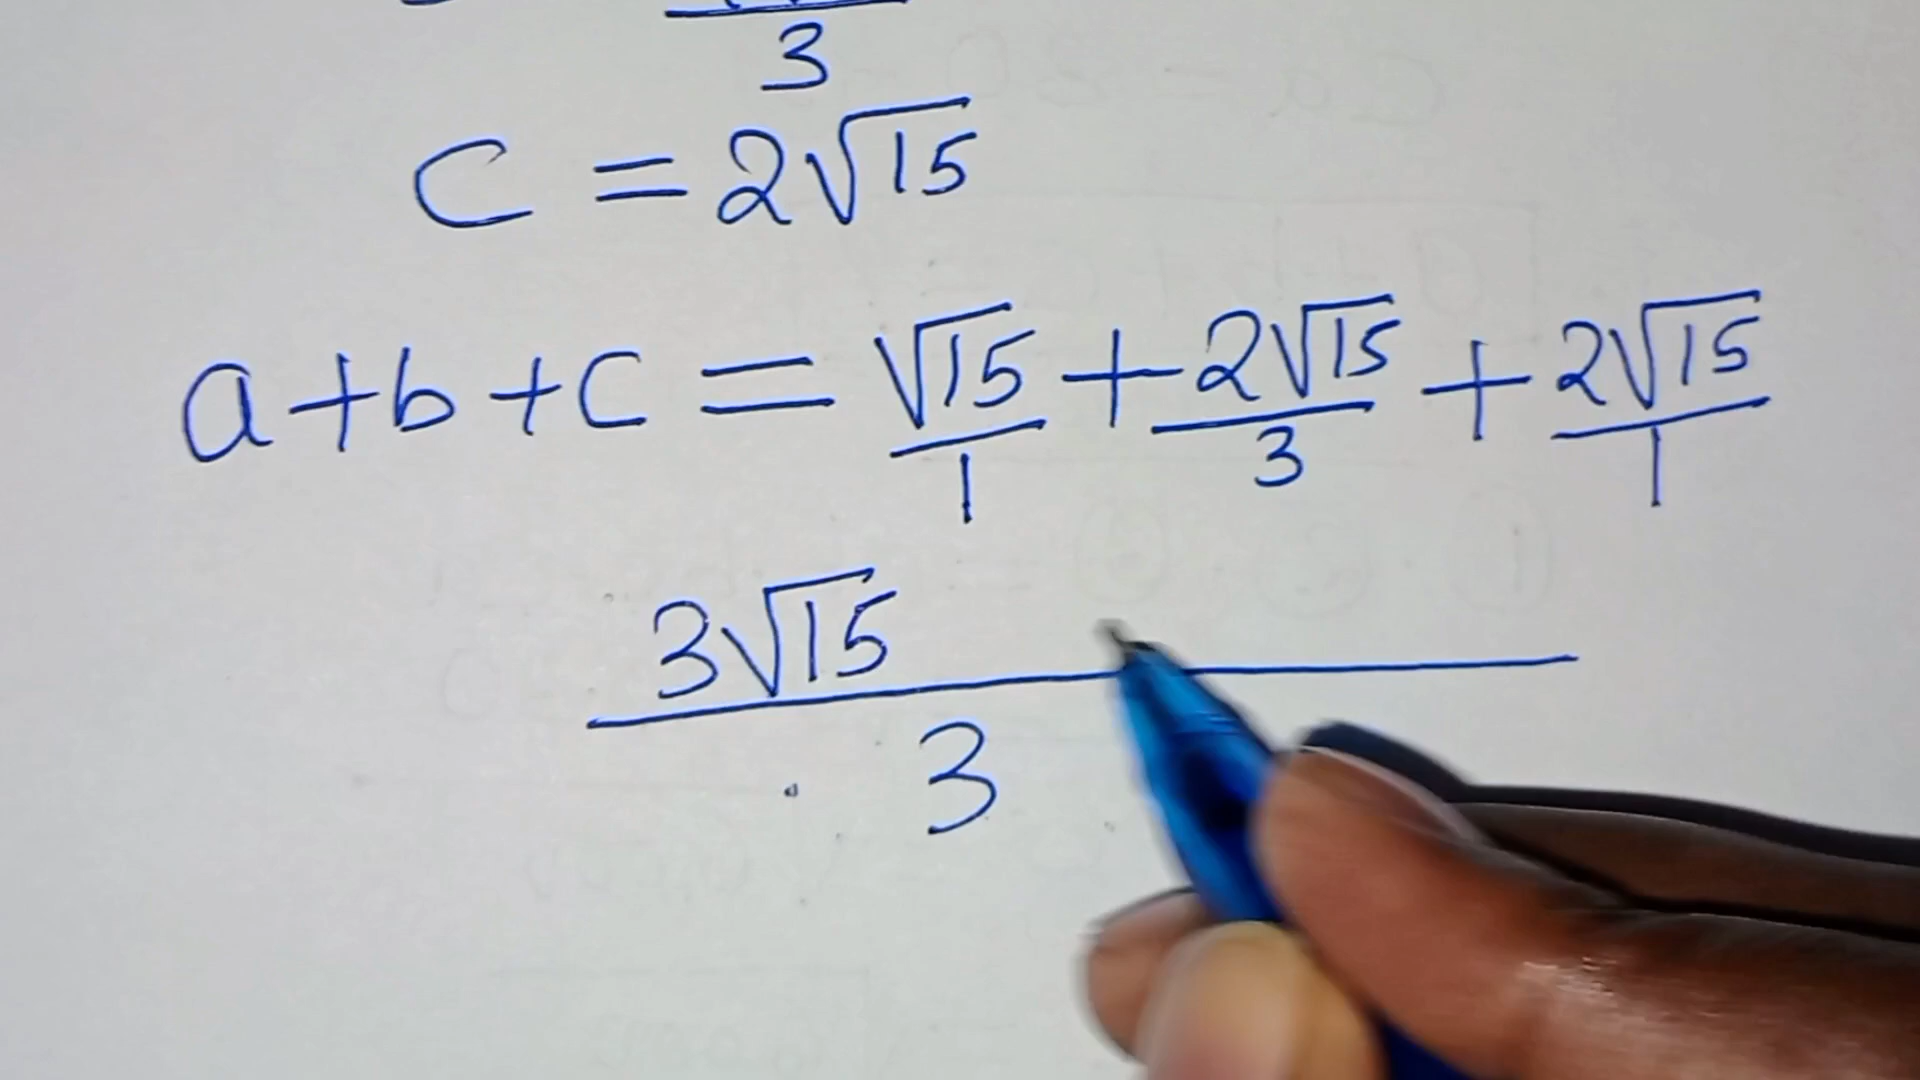 3
C = 2√15
a+b+c = √15/1 + 2√15/3 + 2√15/1
3√15
3